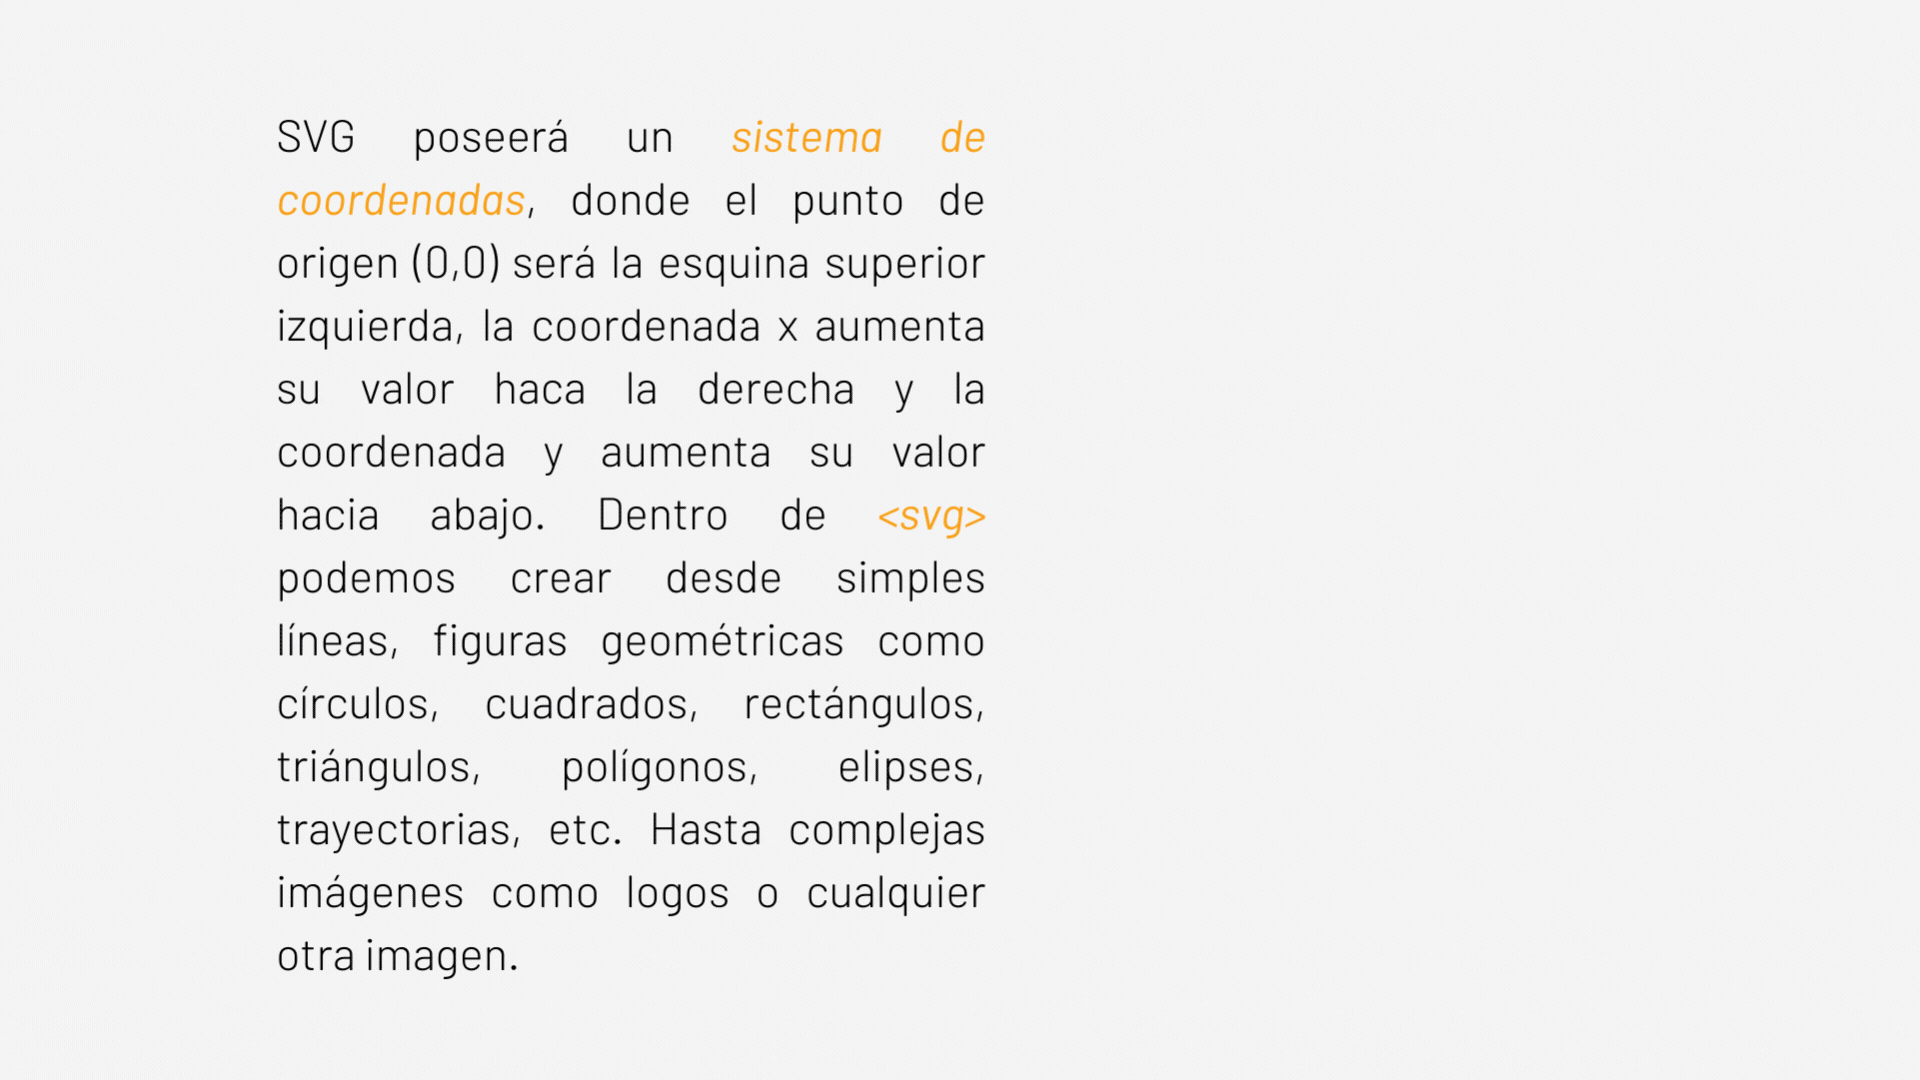 SVG poseerá un sistema de
coordenadas, donde el punto de
origen (0,0) será la esquina superior
izquierda, la coordenada x aumenta
su valor haca la derecha y la
coordenada y aumenta su valor
hacia abajo. Dentro de <svg>
podemos crear desde simples
líneas, figuras geométricas como
círculos, cuadrados, rectángulos,
triángulos, polígonos, elipses,
trayectorias, etc. Hasta complejas
imágenes como logos o cualquier
otra imagen.